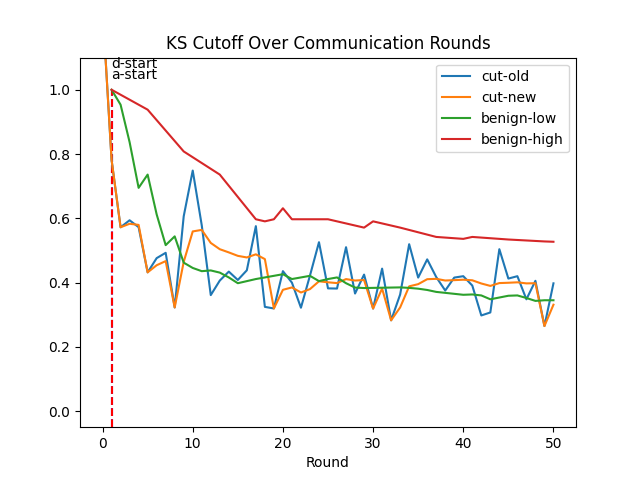 KS Cutoff Over Communication Rounds
d-start
a-start
cut-old
cut-new
benign-low
benign-high
1.0
0.8
0.6
0.4
0.2
0.0
0 10 20 30 40 50
Round